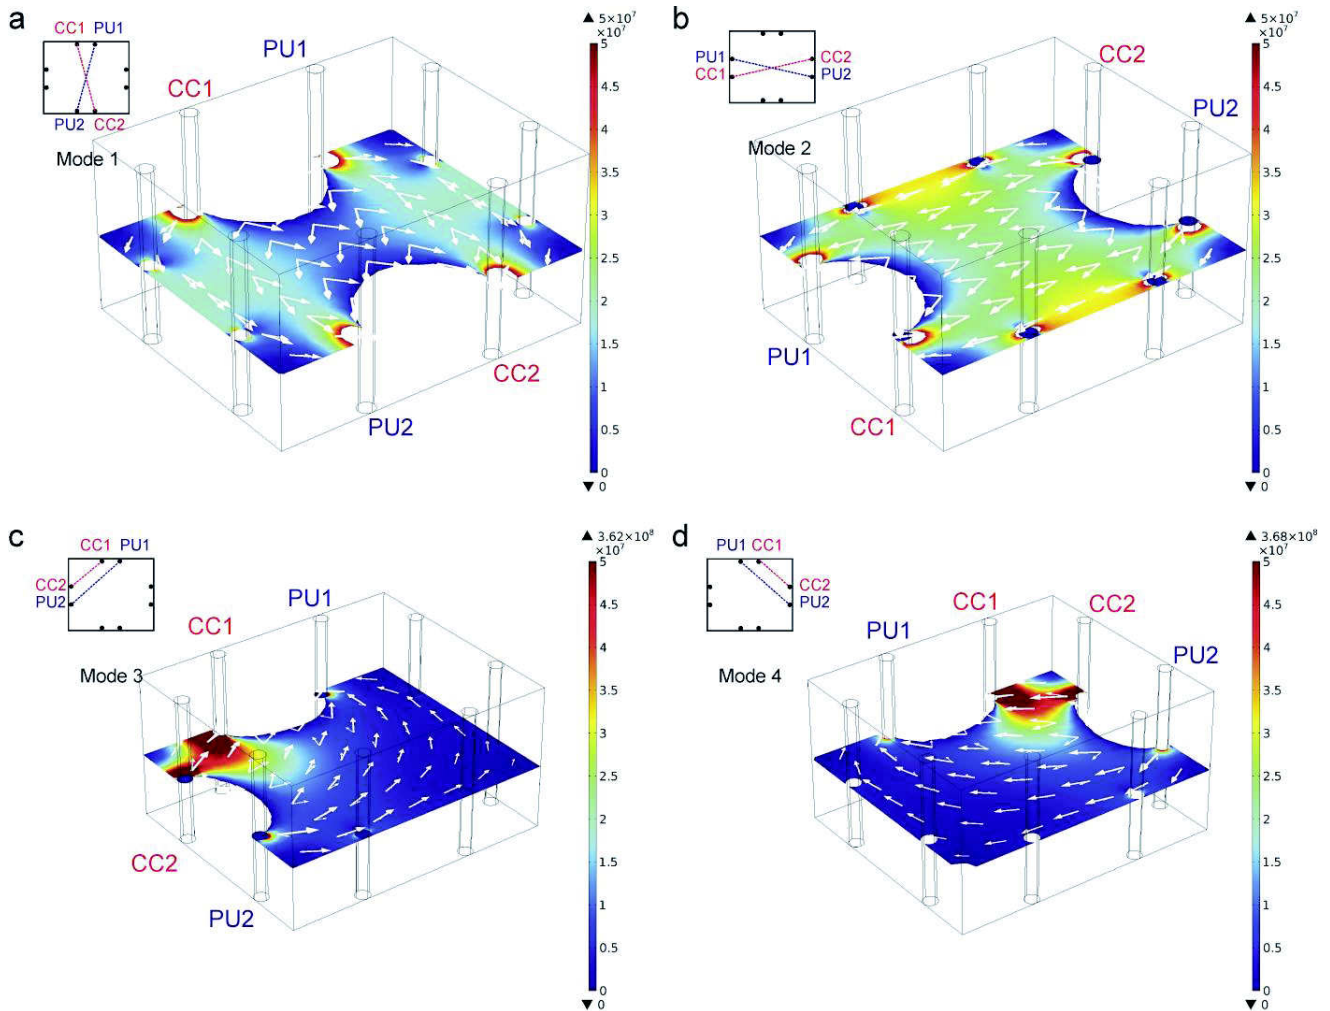 a
CC1 PU1
PU2 CC2
Mode 1
CC1
PU1
PU2
CC2
▲ 5×10⁷
×10⁷
5
4.5
4
3.5
3
2.5
2
1.5
1
0.5
0
▼ 0
b
PU1 CC2
CC1 PU2
Mode 2
CC2
PU2
PU1
CC1
▲ 5×10⁷
×10⁷
5
4.5
4
3.5
3
2.5
2
1.5
1
0.5
0
▼ 0
c
CC1 PU1
CC2
PU2
Mode 3
CC1
PU1
CC2
PU2
▲ 3.62×10⁸
×10⁷
5
4.5
4
3.5
3
2.5
2
1.5
1
0.5
0
▼ 0
d
PU1 CC1
CC2
PU2
Mode 4
PU1
CC1
CC2
PU2
▲ 3.68×10⁸
×10⁷
5
4.5
4
3.5
3
2.5
2
1.5
1
0.5
0
▼ 0